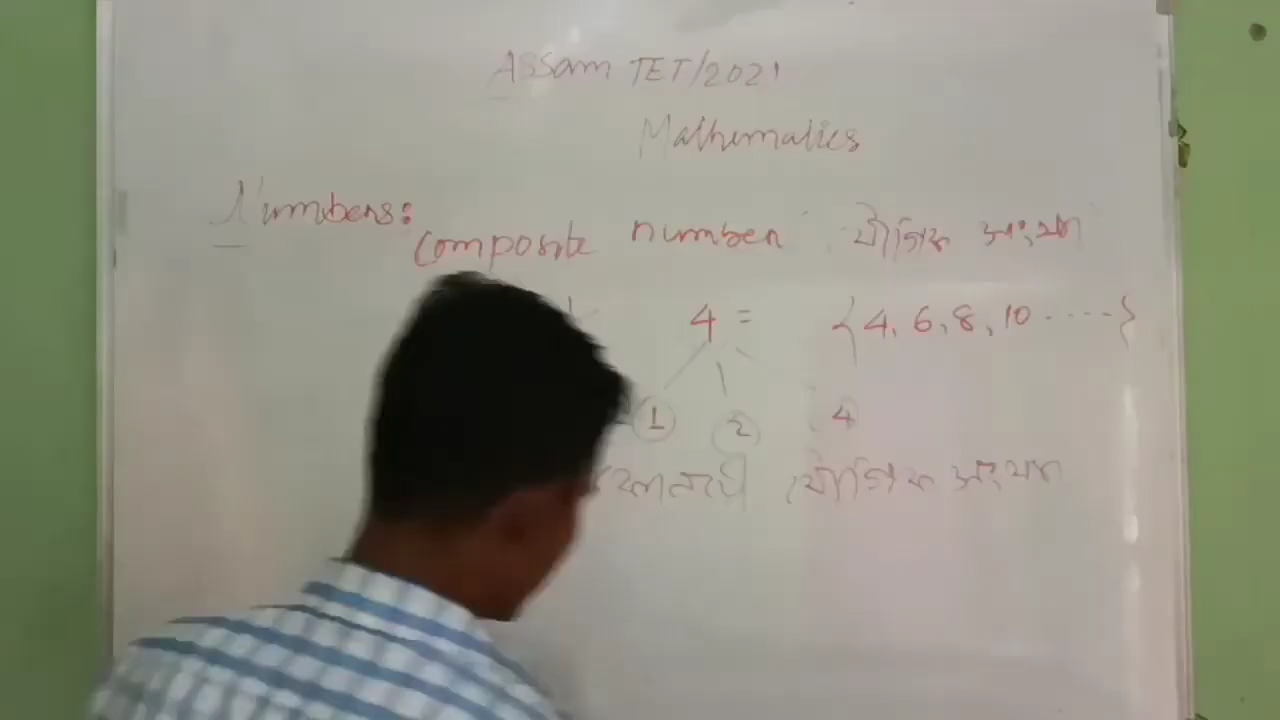 Assam TET/2021
Mathematics
Numbers:
Composite number যৌগিক সংখ্যা
4 = {4, 6, 8, 10 ·····}
1 2 4
যৌগিক সংখ্যা